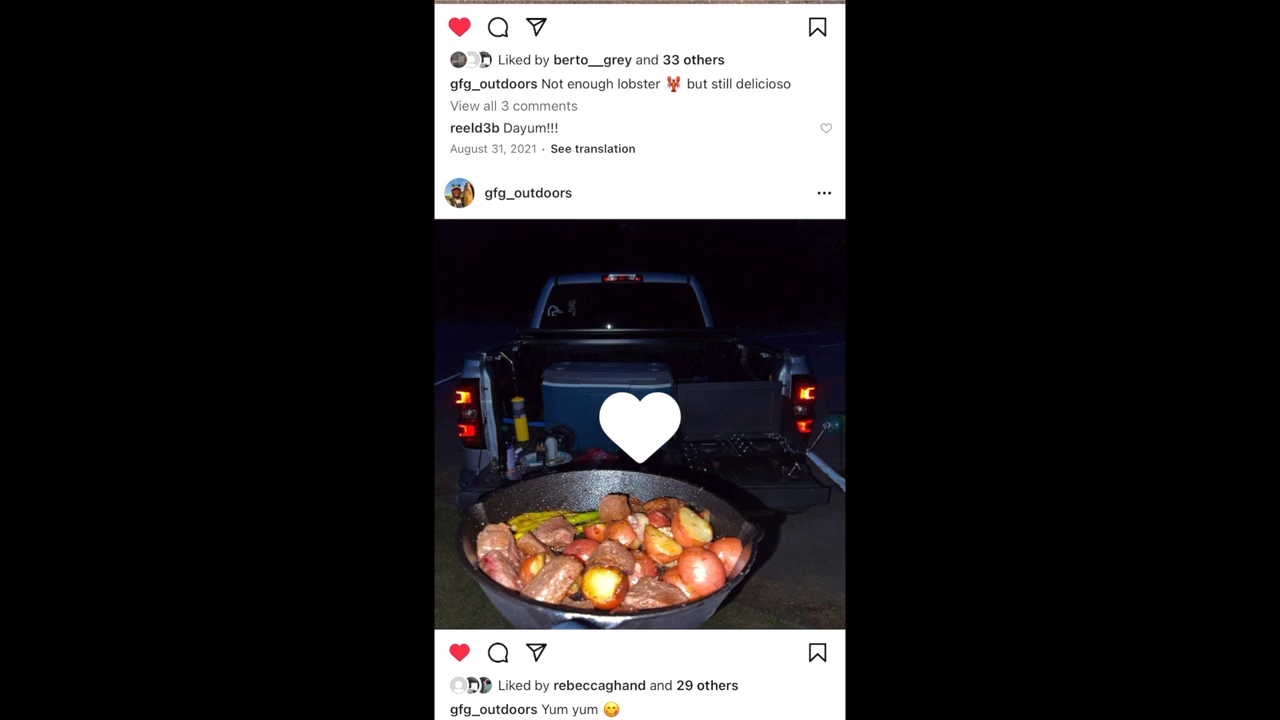 Liked by berto__grey and 33 others
gfg_outdoors Not enough lobster 🦞 but still delicioso
View all 3 comments
reeld3b Dayum!!!
August 31, 2021 · See translation
gfg_outdoors
Liked by rebeccaghand and 29 others
gfg_outdoors Yum yum 😋